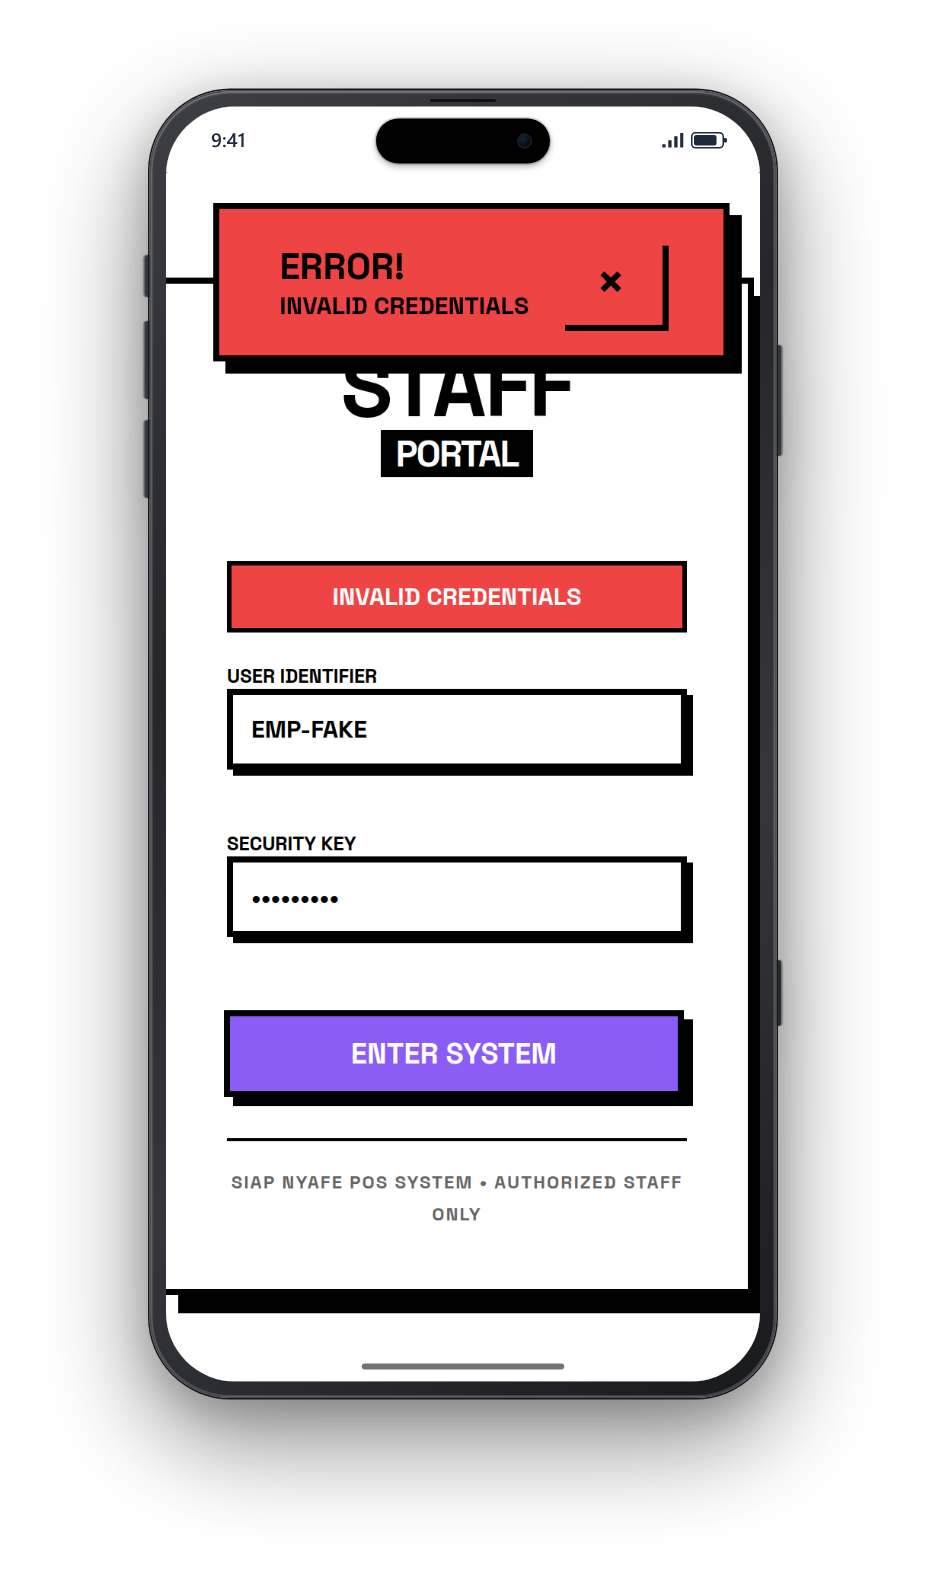 9:41
ERROR!
INVALID CREDENTIALS
×
STAFF
PORTAL
INVALID CREDENTIALS
USER IDENTIFIER
EMP-FAKE
SECURITY KEY
•••••••••
ENTER SYSTEM
SIAP NYAFE POS SYSTEM • AUTHORIZED STAFF
ONLY